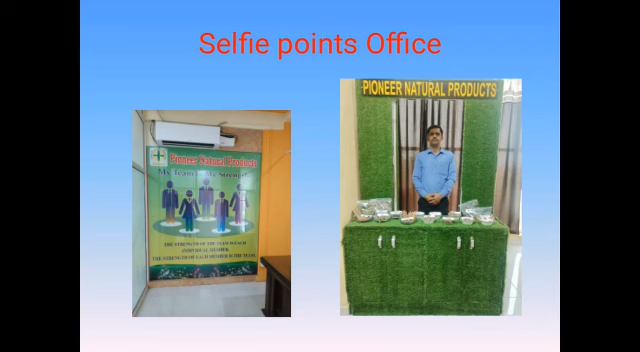 Selfie points Office
PIONEER NATURAL PRODUCTS
Pioneer Natural Products
My Team is My Strength
THE STRENGTH OF THE TEAM IS EACH
INDIVIDUAL MEMBER
THE STRENGTH OF EACH MEMBER IS THE TEAM